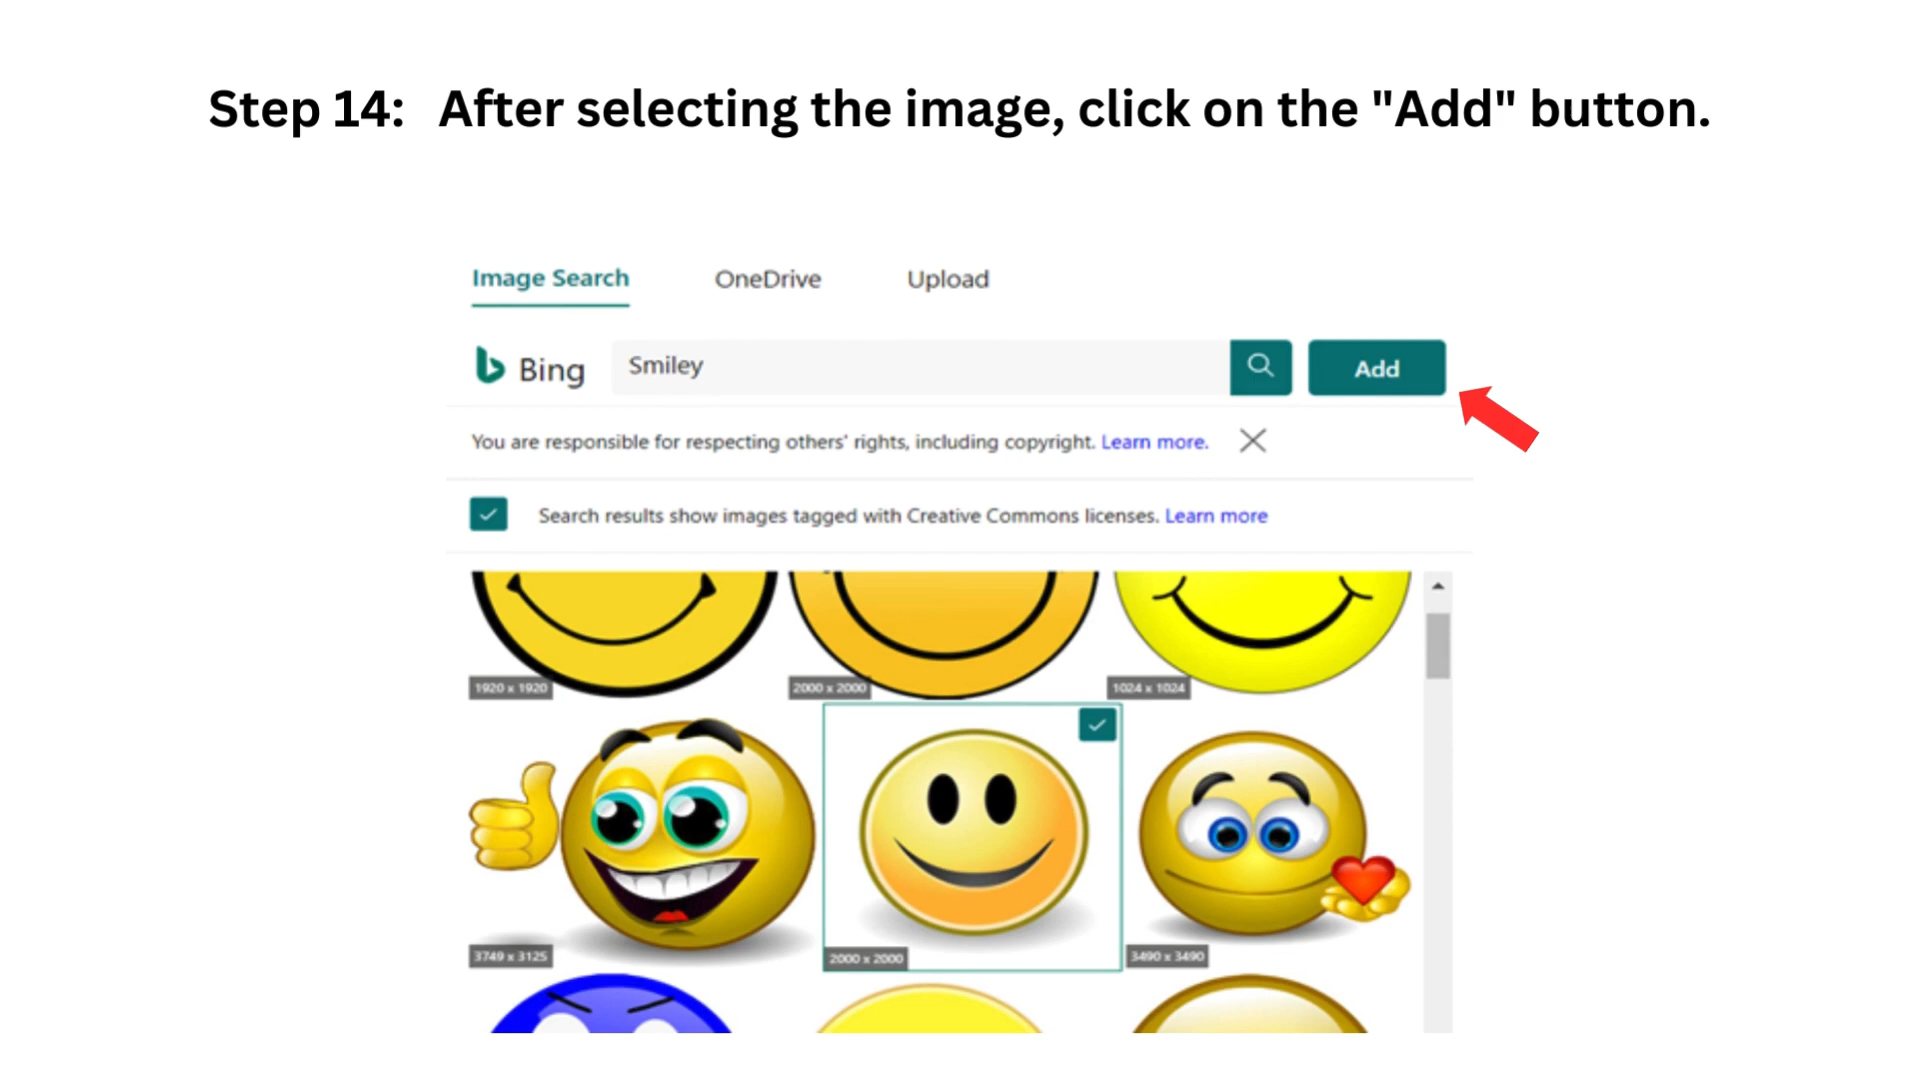 Step 14: After selecting the image, click on the "Add" button.
Image Search OneDrive Upload
Bing Smiley Add
You are responsible for respecting others' rights, including copyright. Learn more.
Search results show images tagged with Creative Commons licenses. Learn more
1920 x 1920 2000 x 2000 1024 x 1024
3749 x 3125 2000 x 2000 3490 x 3490